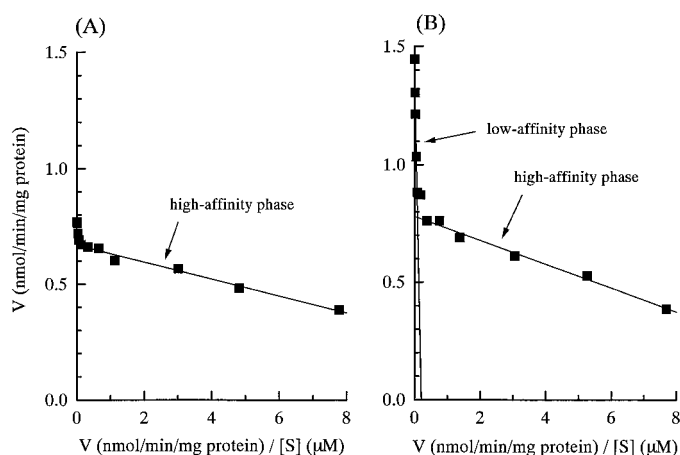 (A)
(B)
1.5
1.0
0.5
0.0
V (nmol/min/mg protein)
high-affinity phase
0 2 4 6 8
V (nmol/min/mg protein) / [S] (μM)
1.5
1.0
0.5
0.0
low-affinity phase
high-affinity phase
0 2 4 6 8
V (nmol/min/mg protein) / [S] (μM)